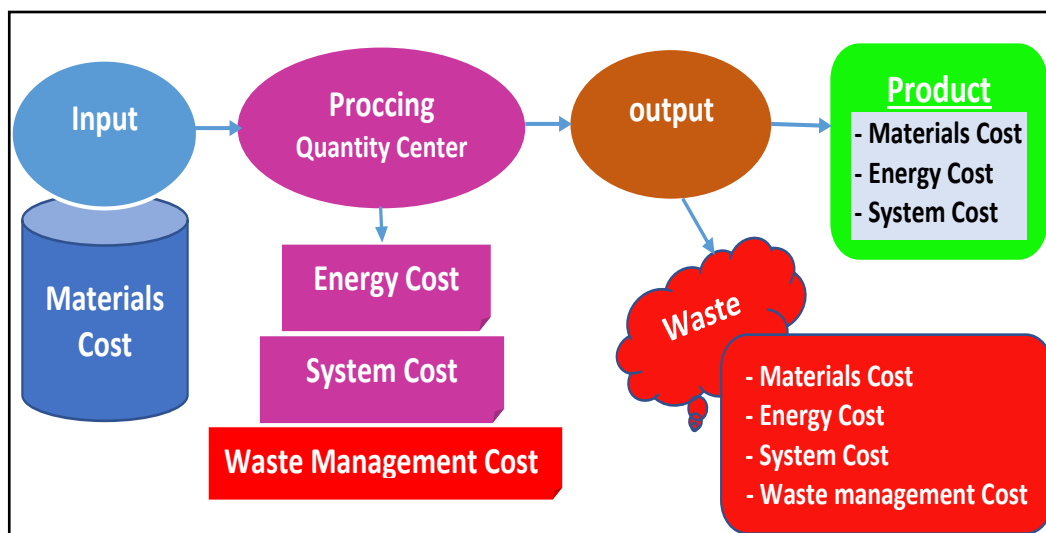 Input
Materials
Cost
Proccing
Quantity Center
Energy Cost
System Cost
Waste Management Cost
output
Product
- Materials Cost
- Energy Cost
- System Cost
Waste
- Materials Cost
- Energy Cost
- System Cost
- Waste management Cost